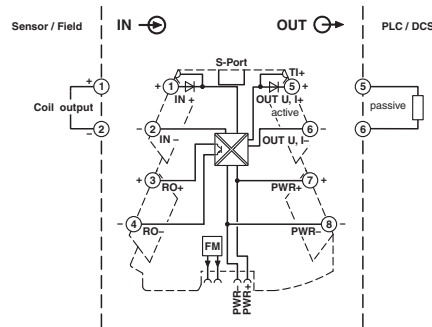 Sensor / Field
IN
OUT
PLC / DCS
S-Port
TI+
+ 1
1
+
IN +
OUT U, I+
active
5
+
5
Coil output
passive
2
–
– 2
IN –
OUT U, I–
6
–
6
+ 3
RO+
PWR+
7
+
– 4
RO–
PWR–
8
–
FM
PWR–
PWR+